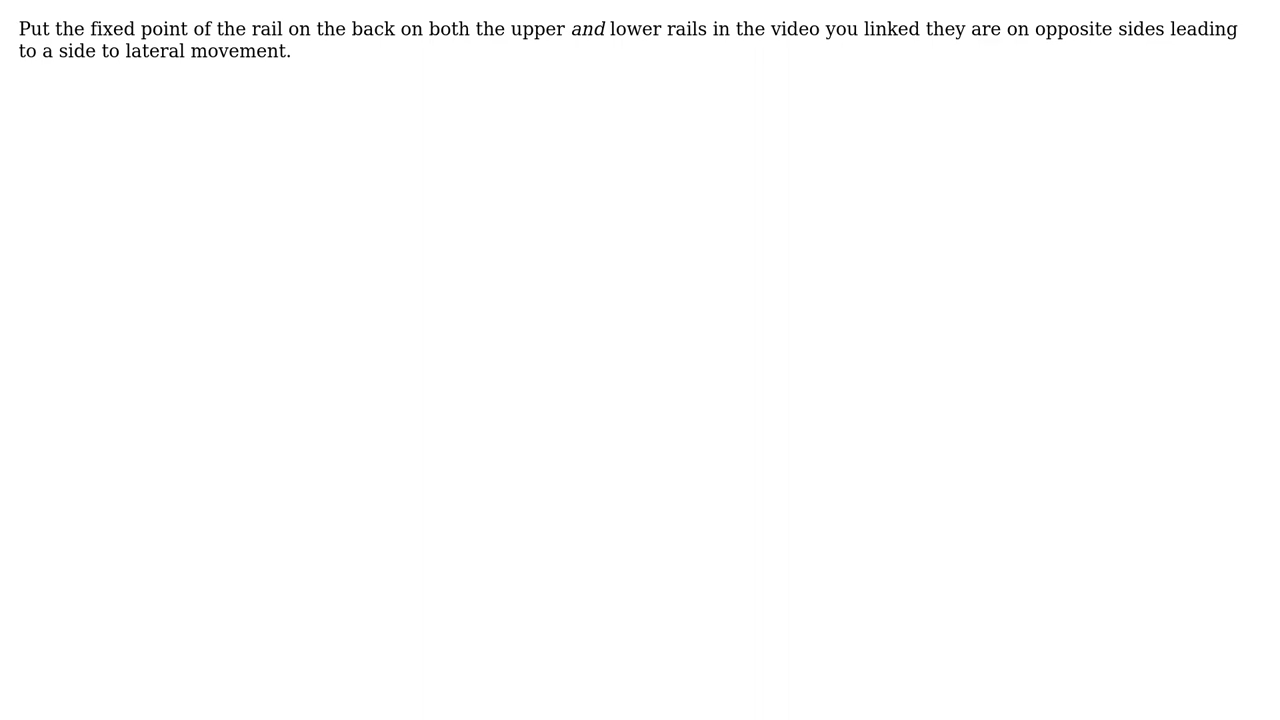 Put the fixed point of the rail on the back on both the upper and lower rails in the video you linked they are on opposite sides leading
to a side to lateral movement.